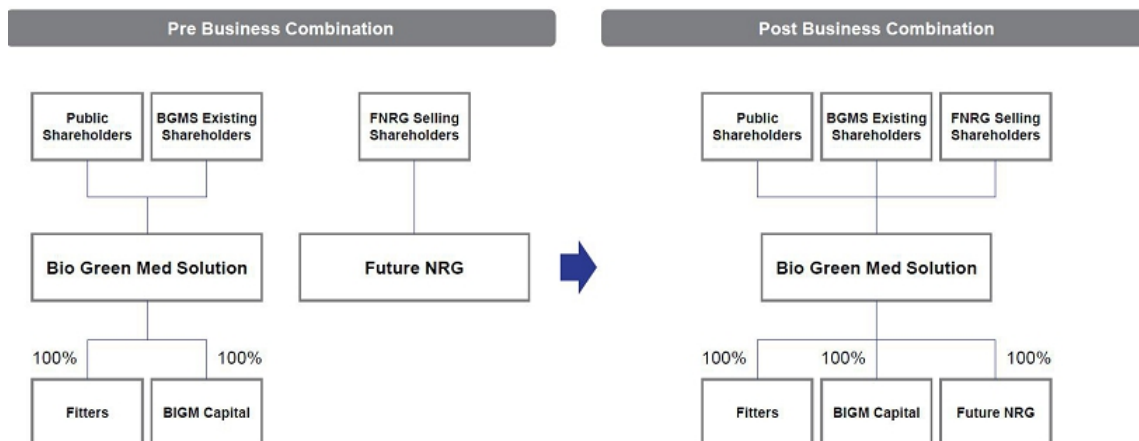 Pre Business Combination
Public
Shareholders
BGMS Existing
Shareholders
FNRG Selling
Shareholders
Bio Green Med Solution
Future NRG
100%
100%
Fitters
BIGM Capital
Post Business Combination
Public
Shareholders
BGMS Existing
Shareholders
FNRG Selling
Shareholders
Bio Green Med Solution
100%
100%
100%
Fitters
BIGM Capital
Future NRG